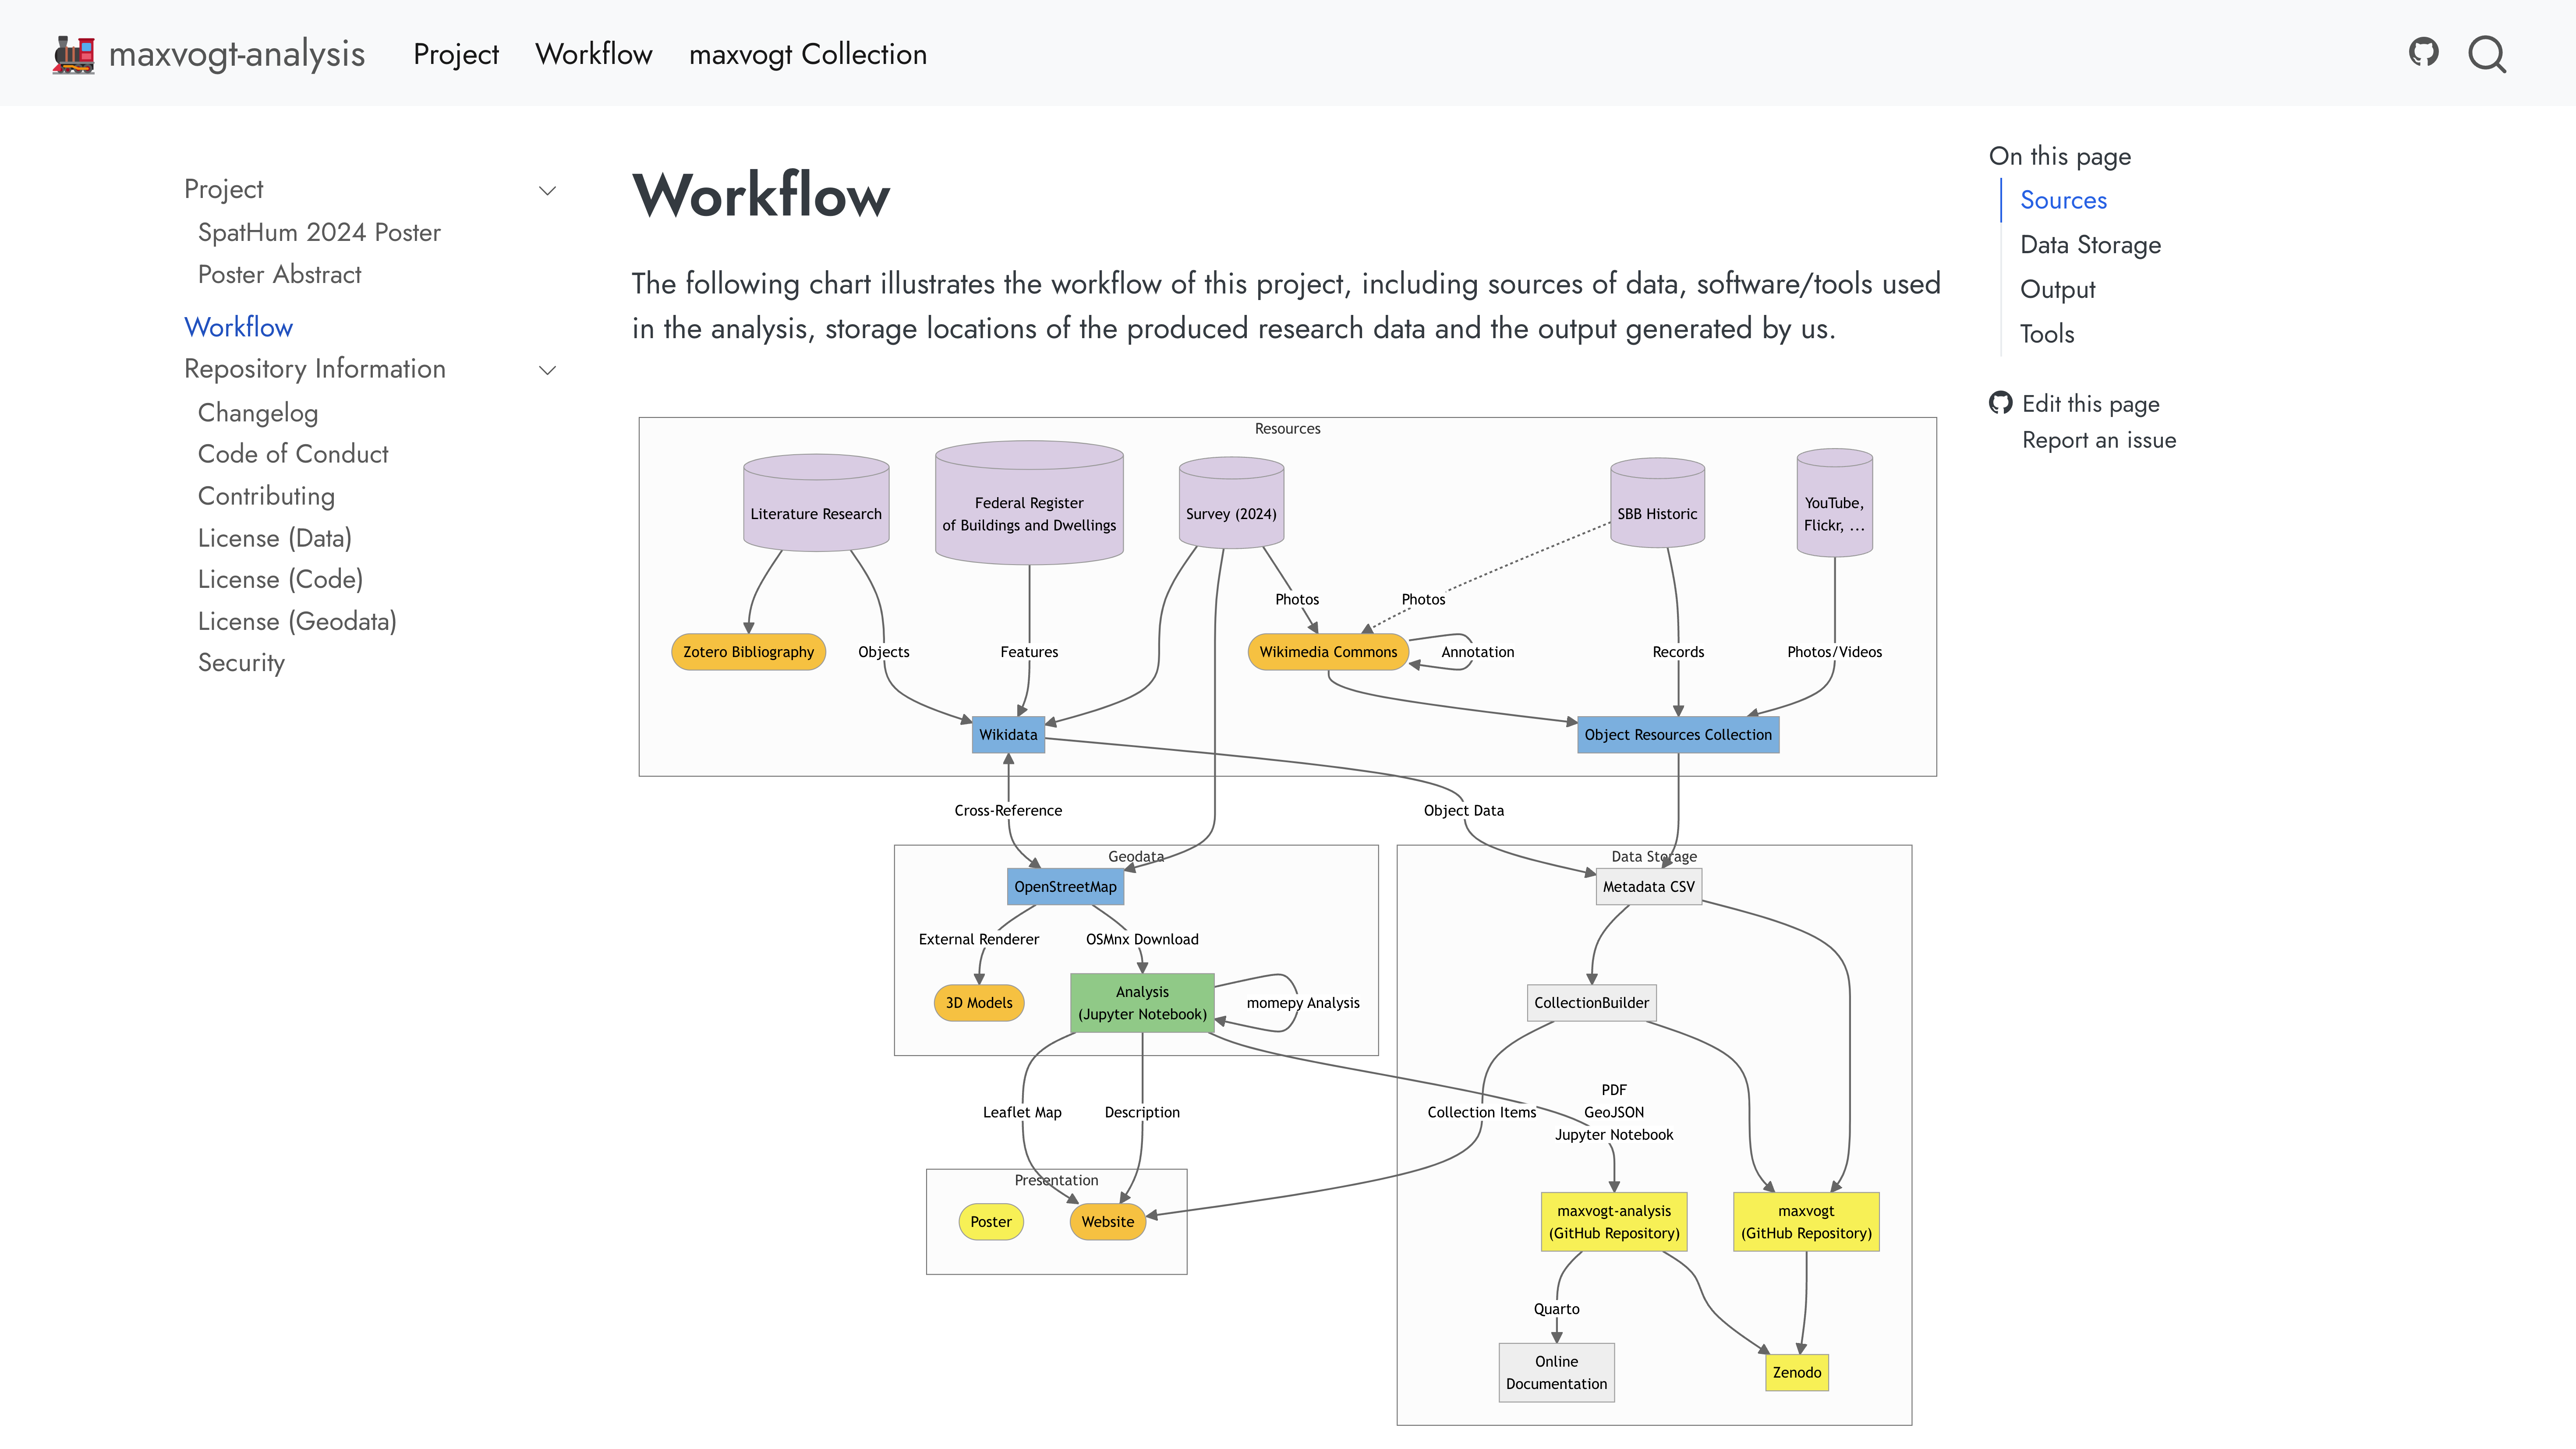 maxvogt-analysis
Project
Workflow
maxvogt Collection
Project
SpatHum 2024 Poster
Poster Abstract
Workflow
Repository Information
Changelog
Code of Conduct
Contributing
License (Data)
License (Code)
License (Geodata)
Security
Workflow
The following chart illustrates the workflow of this project, including sources of data, software/tools used
in the analysis, storage locations of the produced research data and the output generated by us.
Resources
Literature Research
Federal Register
of Buildings and Dwellings
Survey (2024)
SBB Historic
YouTube,
Flickr, ...
Photos
Photos
Zotero Bibliography
Objects
Features
Wikimedia Commons
Annotation
Records
Photos/Videos
Wikidata
Object Resources Collection
Cross-Reference
Object Data
Geodata
OpenStreetMap
External Renderer
OSMnx Download
3D Models
Analysis
(Jupyter Notebook)
momepy Analysis
Data Storage
Metadata CSV
CollectionBuilder
Leaflet Map
Description
Collection Items
PDF
GeoJSON
Jupyter Notebook
Presentation
Poster
Website
maxvogt-analysis
(GitHub Repository)
maxvogt
(GitHub Repository)
Quarto
Online
Documentation
Zenodo
On this page
Sources
Data Storage
Output
Tools
Edit this page
Report an issue